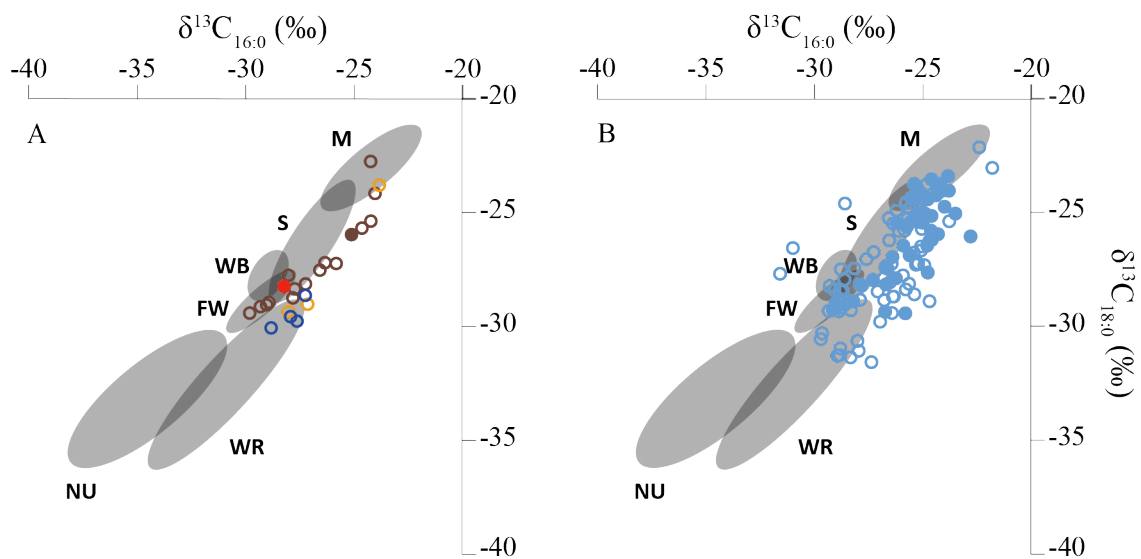 δ¹³C₁₆:₀ (‰) δ¹³C₁₆:₀ (‰)
-40 -35 -30 -25 -20 -40 -35 -30 -25 -20
-20 -20
A M B M
-25 -25
S S
WB WB
FW FW
-30 -30
WR WR
-35 -35
NU NU
-40 -40
δ¹³C₁₈:₀ (‰)